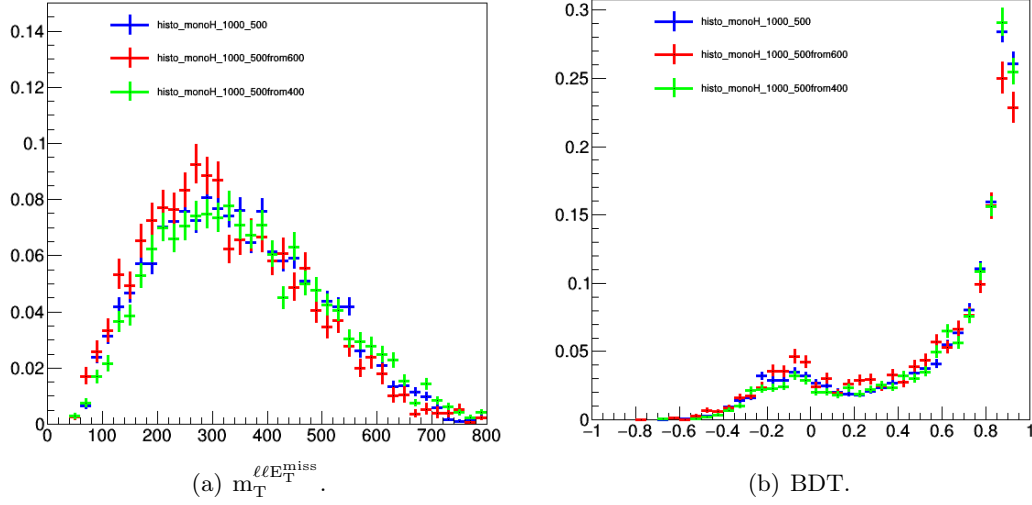 0.14
0.12
0.1
0.08
0.06
0.04
0.02
0
0 100 200 300 400 500 600 700 800
histo_monoH_1000_500
histo_monoH_1000_500from600
histo_monoH_1000_500from400
(a) m_T^{ℓℓE_T^{miss}}.
0.3
0.25
0.2
0.15
0.1
0.05
0
−1 −0.8 −0.6 −0.4 −0.2 0 0.2 0.4 0.6 0.8 1
histo_monoH_1000_500
histo_monoH_1000_500from600
histo_monoH_1000_500from400
(b) BDT.